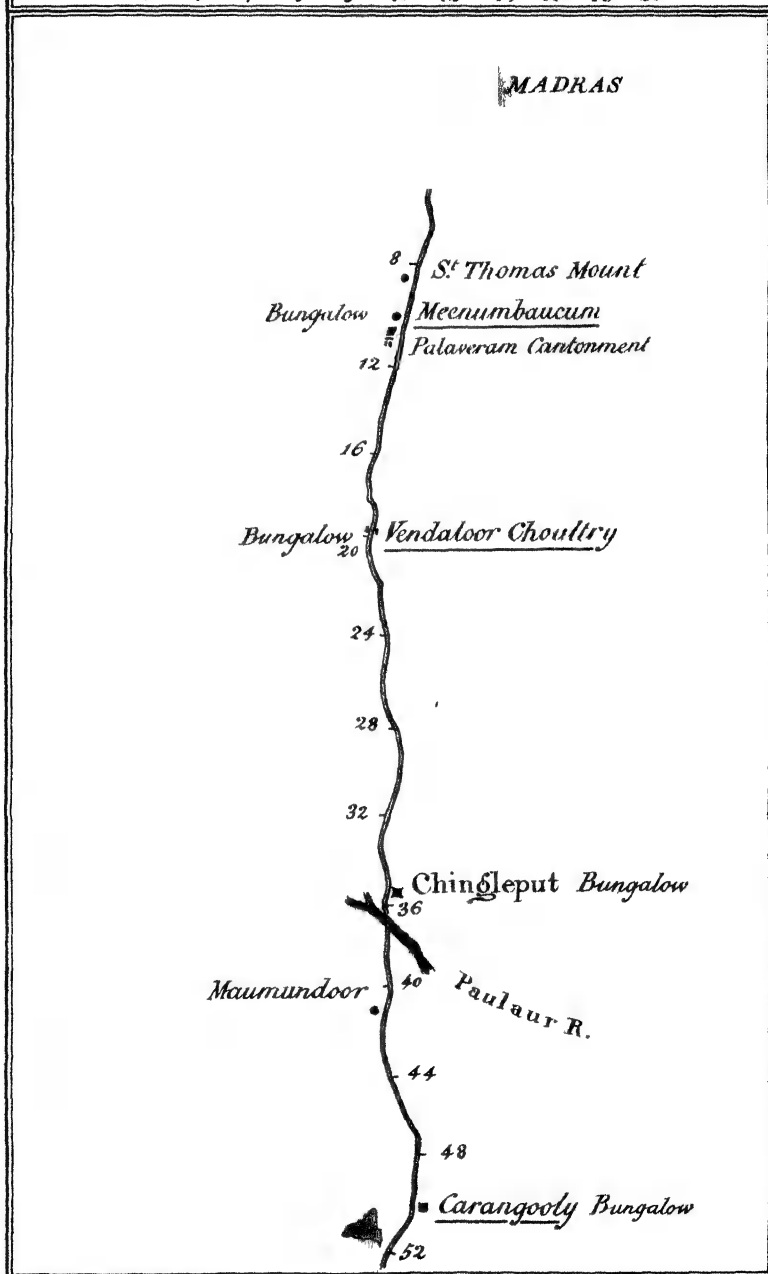 MADRAS
8
S.t Thomas Mount
Bungalow Meenumbaucum
Palaveram Cantonment
12
16
Bungalow Vendaloor Choultry
20
24
28
32
Chingleput Bungalow
36
Maumundoor 40 Paulaur R.
44
48
Carangooly Bungalow
52